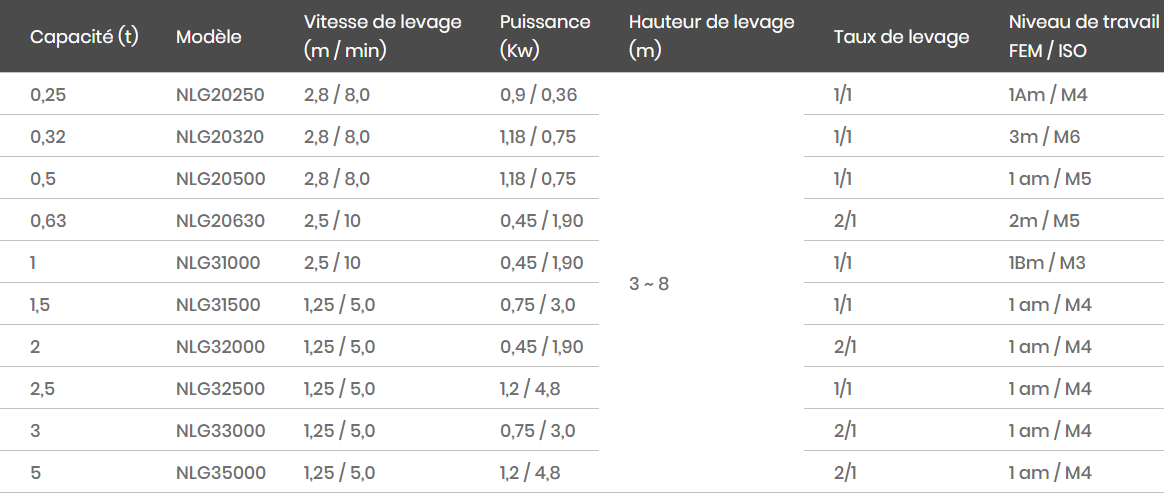 Capacité (t) Modèle Vitesse de levage (m / min) Puissance (Kw) Hauteur de levage (m) Taux de levage Niveau de travail FEM / ISO
0,25 NLG20250 2,8 / 8,0 0,9 / 0,36 1/1 1Am / M4
0,32 NLG20320 2,8 / 8,0 1,18 / 0,75 1/1 3m / M6
0,5 NLG20500 2,8 / 8,0 1,18 / 0,75 1/1 1 am / M5
0,63 NLG20630 2,5 / 10 0,45 / 1,90 2/1 2m / M5
1 NLG31000 2,5 / 10 0,45 / 1,90 1/1 1Bm / M3
3 ~ 8
1,5 NLG31500 1,25 / 5,0 0,75 / 3,0 1/1 1 am / M4
2 NLG32000 1,25 / 5,0 0,45 / 1,90 2/1 1 am / M4
2,5 NLG32500 1,25 / 5,0 1,2 / 4,8 1/1 1 am / M4
3 NLG33000 1,25 / 5,0 0,75 / 3,0 2/1 1 am / M4
5 NLG35000 1,25 / 5,0 1,2 / 4,8 2/1 1 am / M4